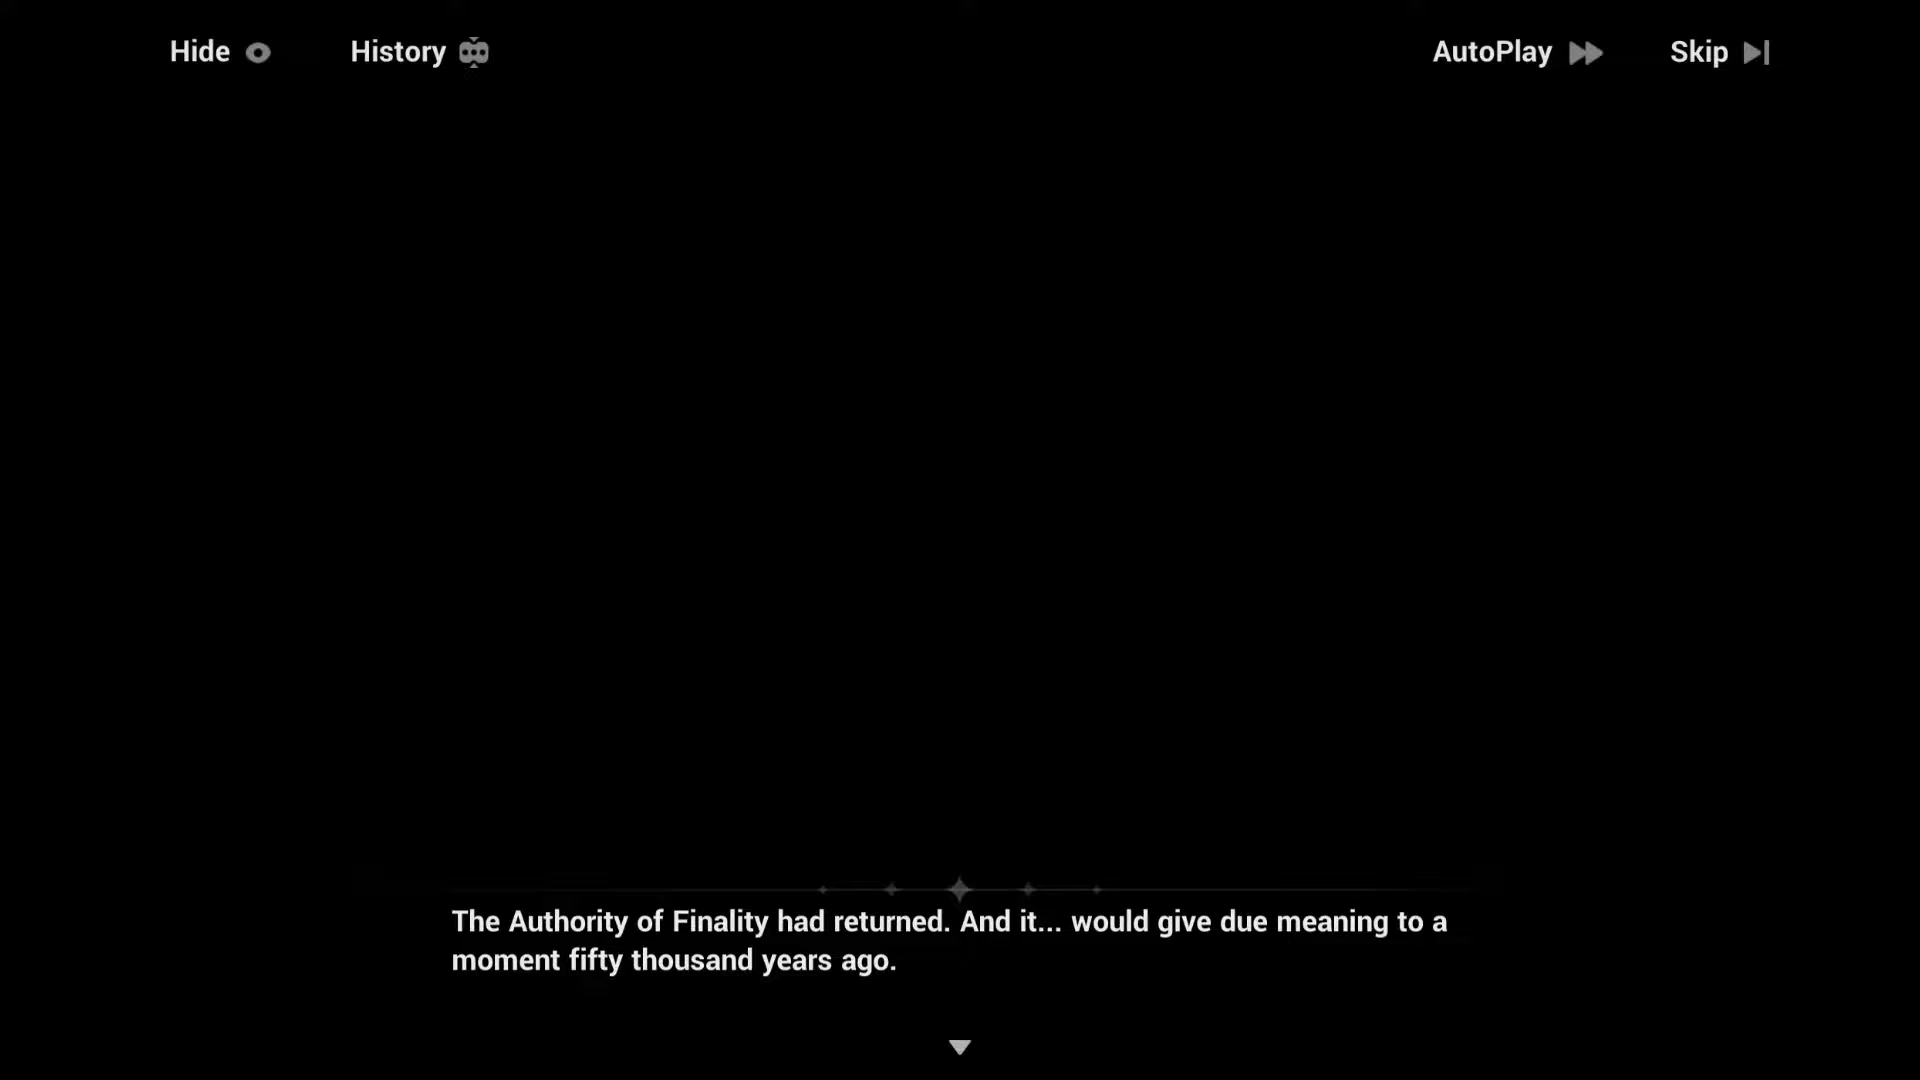 Hide
History
AutoPlay
Skip
The Authority of Finality had returned. And it... would give due meaning to a
moment fifty thousand years ago.